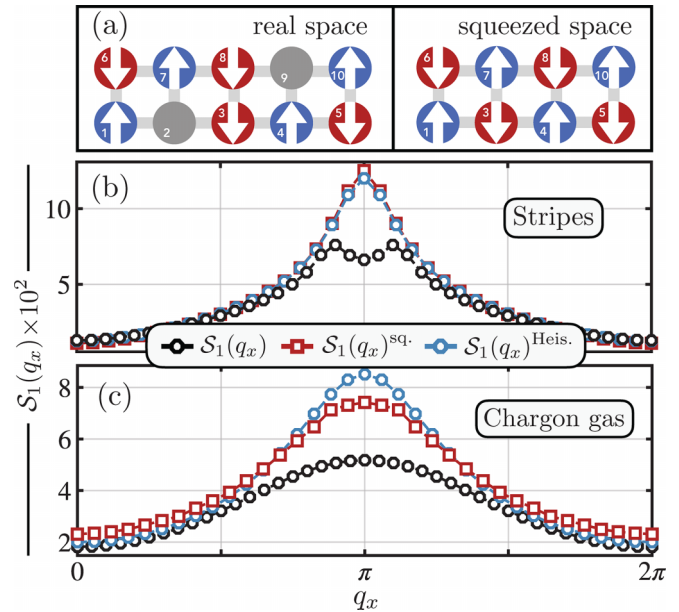 (a) real space squeezed space
6 7 8 9 10 6 7 8 9 10
1 2 3 4 5 1 3 4 5
(b)
10
5
Stripes
S₁(qₓ)×10²
S₁(qₓ) S₁(qₓ)^sq. S₁(qₓ)^Heis.
(c)
8
6
4
2
Chargon gas
0 π 2π
qₓ